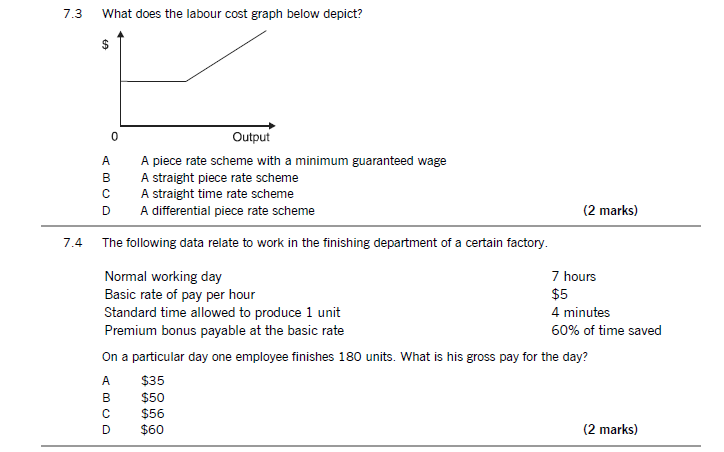 7.3 What does the labour cost graph below depict?
$
0 Output
A A piece rate scheme with a minimum guaranteed wage
B A straight piece rate scheme
C A straight time rate scheme
D A differential piece rate scheme (2 marks)
7.4 The following data relate to work in the finishing department of a certain factory.
Normal working day 7 hours
Basic rate of pay per hour $5
Standard time allowed to produce 1 unit 4 minutes
Premium bonus payable at the basic rate 60% of time saved
On a particular day one employee finishes 180 units. What is his gross pay for the day?
A $35
B $50
C $56
D $60 (2 marks)